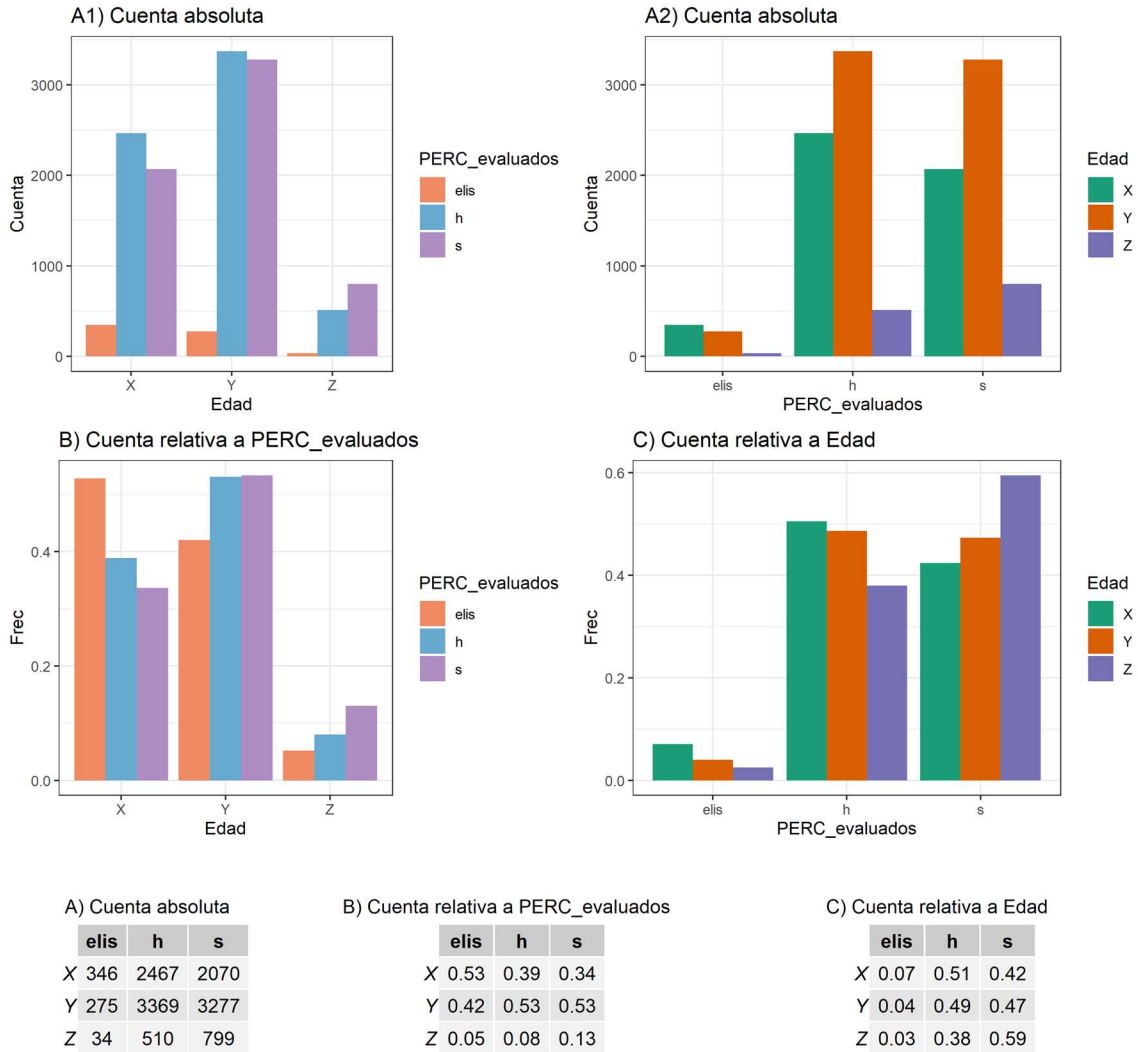 A1) Cuenta absoluta
Cuenta
3000
2000
1000
0
X Y Z
Edad
PERC_evaluados
elis
h
s
A2) Cuenta absoluta
Cuenta
3000
2000
1000
0
elis h s
PERC_evaluados
Edad
X
Y
Z
B) Cuenta relativa a PERC_evaluados
Frec
0.4
0.2
0.0
X Y Z
Edad
PERC_evaluados
elis
h
s
C) Cuenta relativa a Edad
Frec
0.6
0.4
0.2
0.0
elis h s
PERC_evaluados
Edad
X
Y
Z
A) Cuenta absoluta
elis h s
X 346 2467 2070
Y 275 3369 3277
Z 34 510 799
B) Cuenta relativa a PERC_evaluados
elis h s
X 0.53 0.39 0.34
Y 0.42 0.53 0.53
Z 0.05 0.08 0.13
C) Cuenta relativa a Edad
elis h s
X 0.07 0.51 0.42
Y 0.04 0.49 0.47
Z 0.03 0.38 0.59